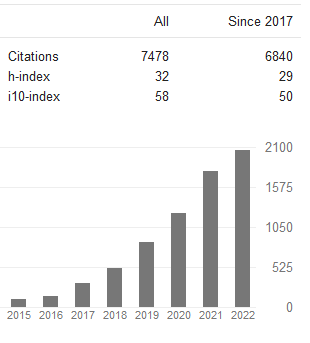 All Since 2017
Citations 7478 6840
h-index 32 29
i10-index 58 50
2100
1575
1050
525
0
2015 2016 2017 2018 2019 2020 2021 2022